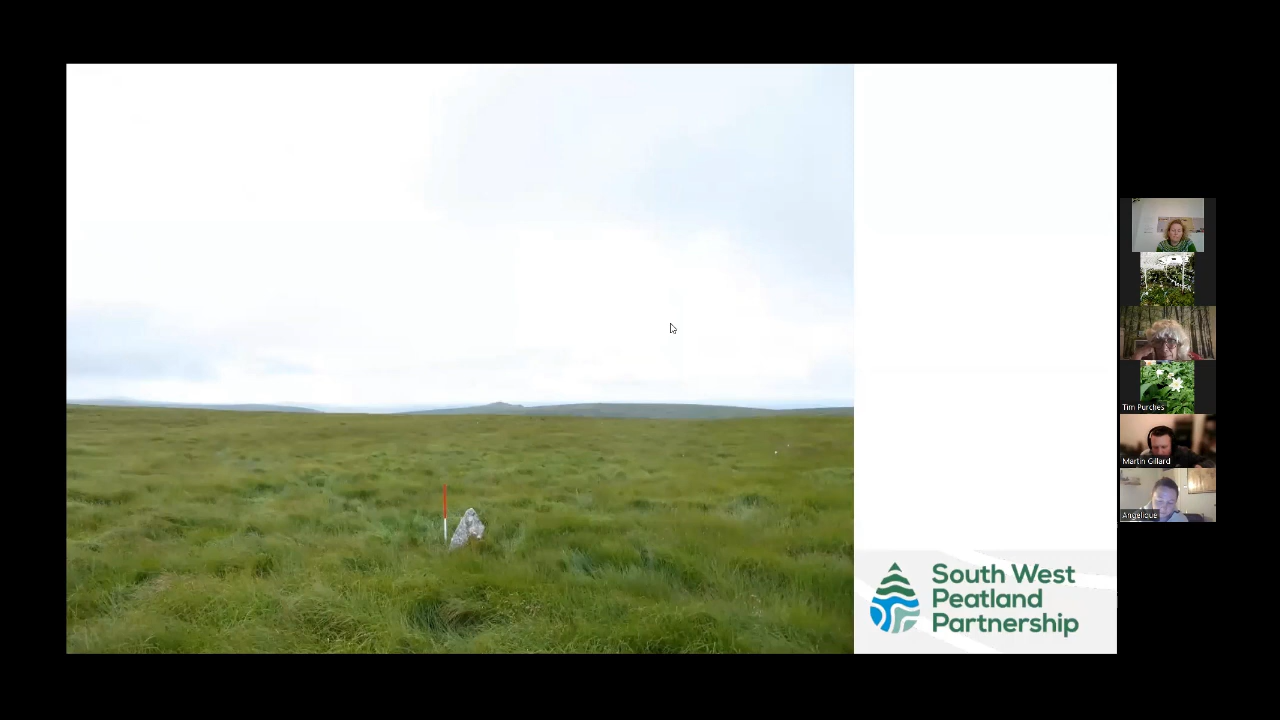 South West
Peatland
Partnership
Tim Purches
Martin Gillard
Angelique